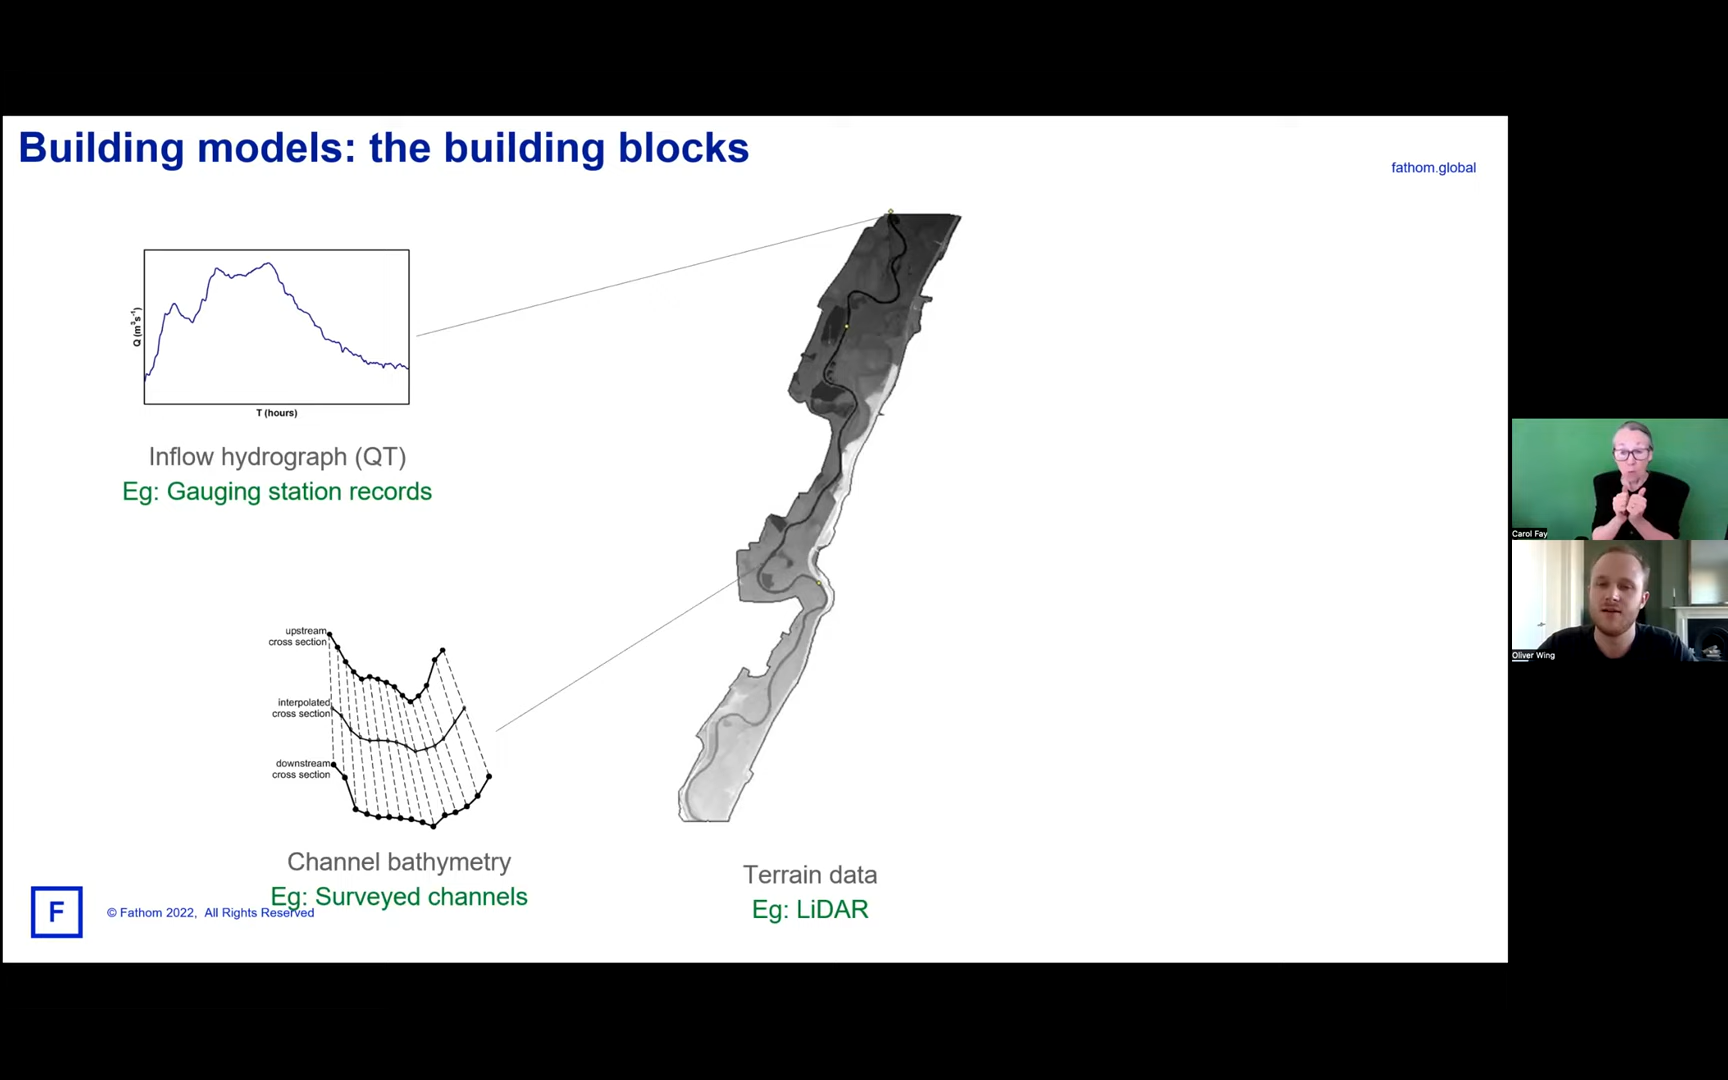 Building models: the building blocks
fathom.global
Q (m³s⁻¹)
T (hours)
Inflow hydrograph (QT)
Eg: Gauging station records
upstream
cross section
interpolated
cross section
downstream
cross section
Channel bathymetry
Eg: Surveyed channels
Terrain data
Eg: LiDAR
F
© Fathom 2022, All Rights Reserved
Carol Fay
Oliver Wing